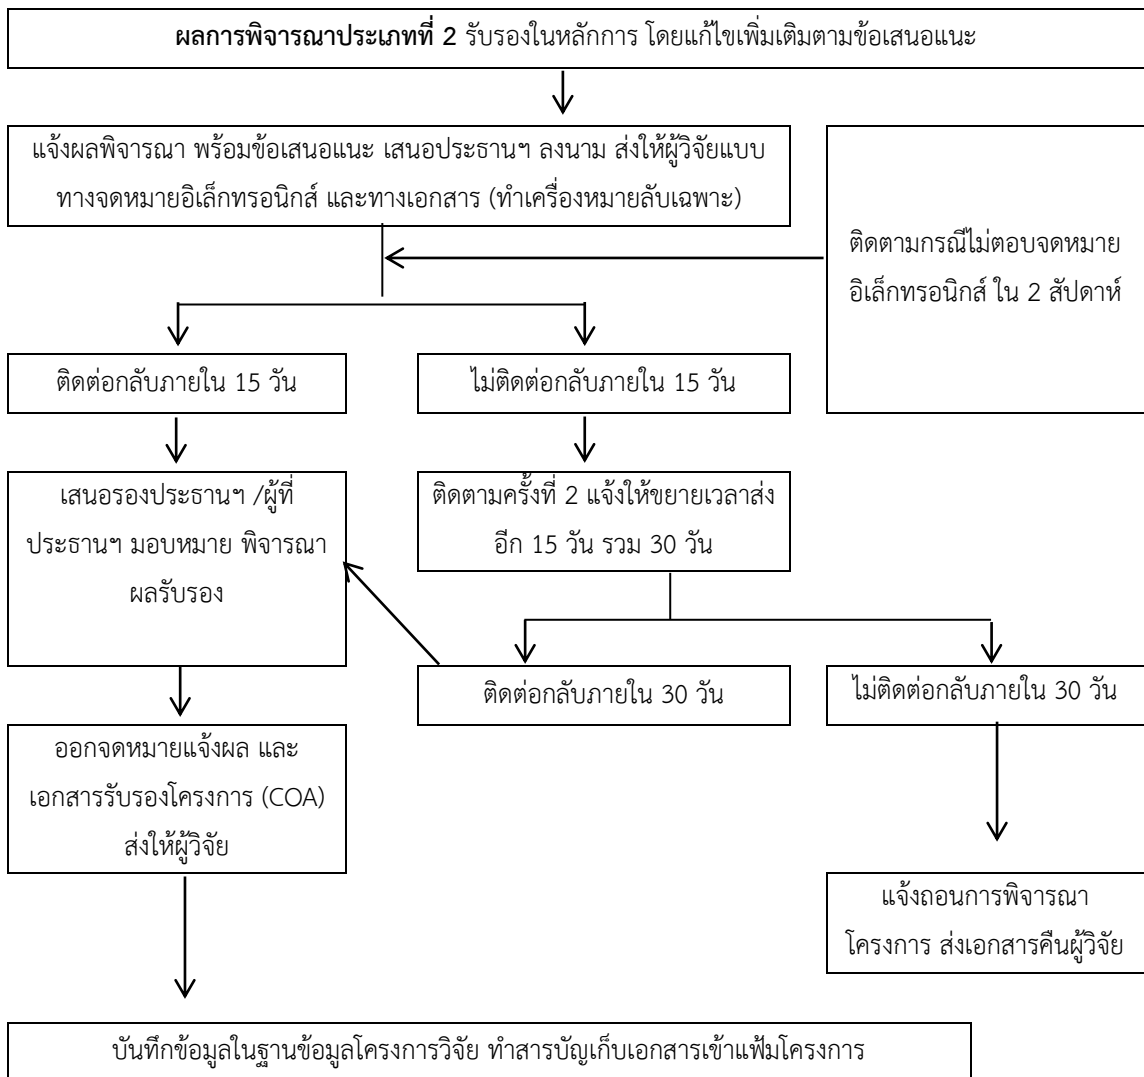 ผลการพิจารณาประเภทที่ 2 รับรองในหลักการ โดยแก้ไขเพิ่มเติมตามข้อเสนอแนะ
แจ้งผลพิจารณา พร้อมข้อเสนอแนะ เสนอประธานฯ ลงนาม ส่งให้ผู้วิจัยแบบ
ทางจดหมายอิเล็กทรอนิกส์ และทางเอกสาร (ทำเครื่องหมายลับเฉพาะ)
ติดตามกรณีไม่ตอบจดหมาย
อิเล็กทรอนิกส์ ใน 2 สัปดาห์
ติดต่อกลับภายใน 15 วัน
ไม่ติดต่อกลับภายใน 15 วัน
เสนอรองประธานฯ /ผู้ที่
ประธานฯ มอบหมาย พิจารณา
ผลรับรอง
ติดตามครั้งที่ 2 แจ้งให้ขยายเวลาส่ง
อีก 15 วัน รวม 30 วัน
ติดต่อกลับภายใน 30 วัน
ไม่ติดต่อกลับภายใน 30 วัน
ออกจดหมายแจ้งผล และ
เอกสารรับรองโครงการ (COA)
ส่งให้ผู้วิจัย
แจ้งถอนการพิจารณา
โครงการ ส่งเอกสารคืนผู้วิจัย
บันทึกข้อมูลในฐานข้อมูลโครงการวิจัย ทำสารบัญเก็บเอกสารเข้าแฟ้มโครงการ